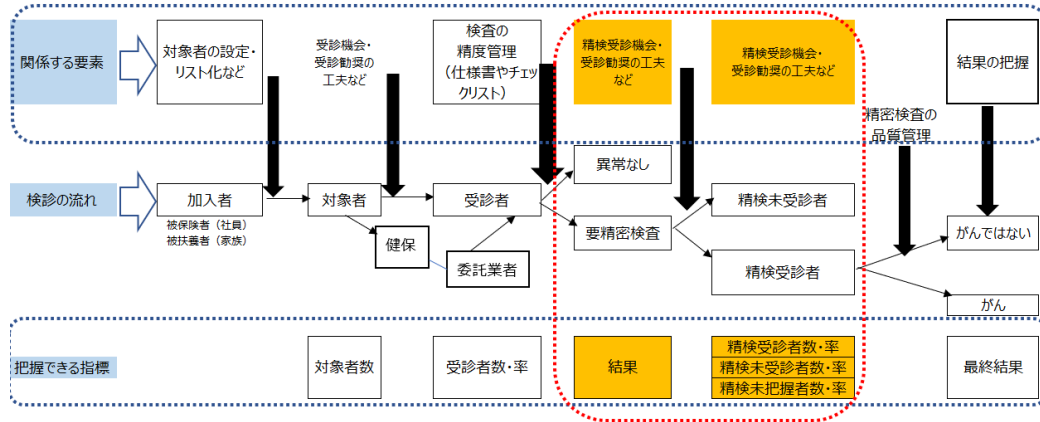 関係する要素
対象者の設定・
リスト化など
受診機会・
受診勧奨の
工夫など
検査の
精度管理
（仕様書やチェッ
クリスト）
精検受診機会・
受診勧奨の工夫
など
精検受診機会・
受診勧奨の工夫など
結果の把握
精密検査の
品質管理
検診の流れ
加入者
被保険者（社員）
被扶養者（家族）
対象者
健保
委託業者
受診者
異常なし
要精密検査
精検未受診者
精検受診者
がんではない
がん
把握できる指標
対象者数
受診者数・率
結果
精検受診者数・率
精検未受診者数・率
精検未把握者数・率
最終結果